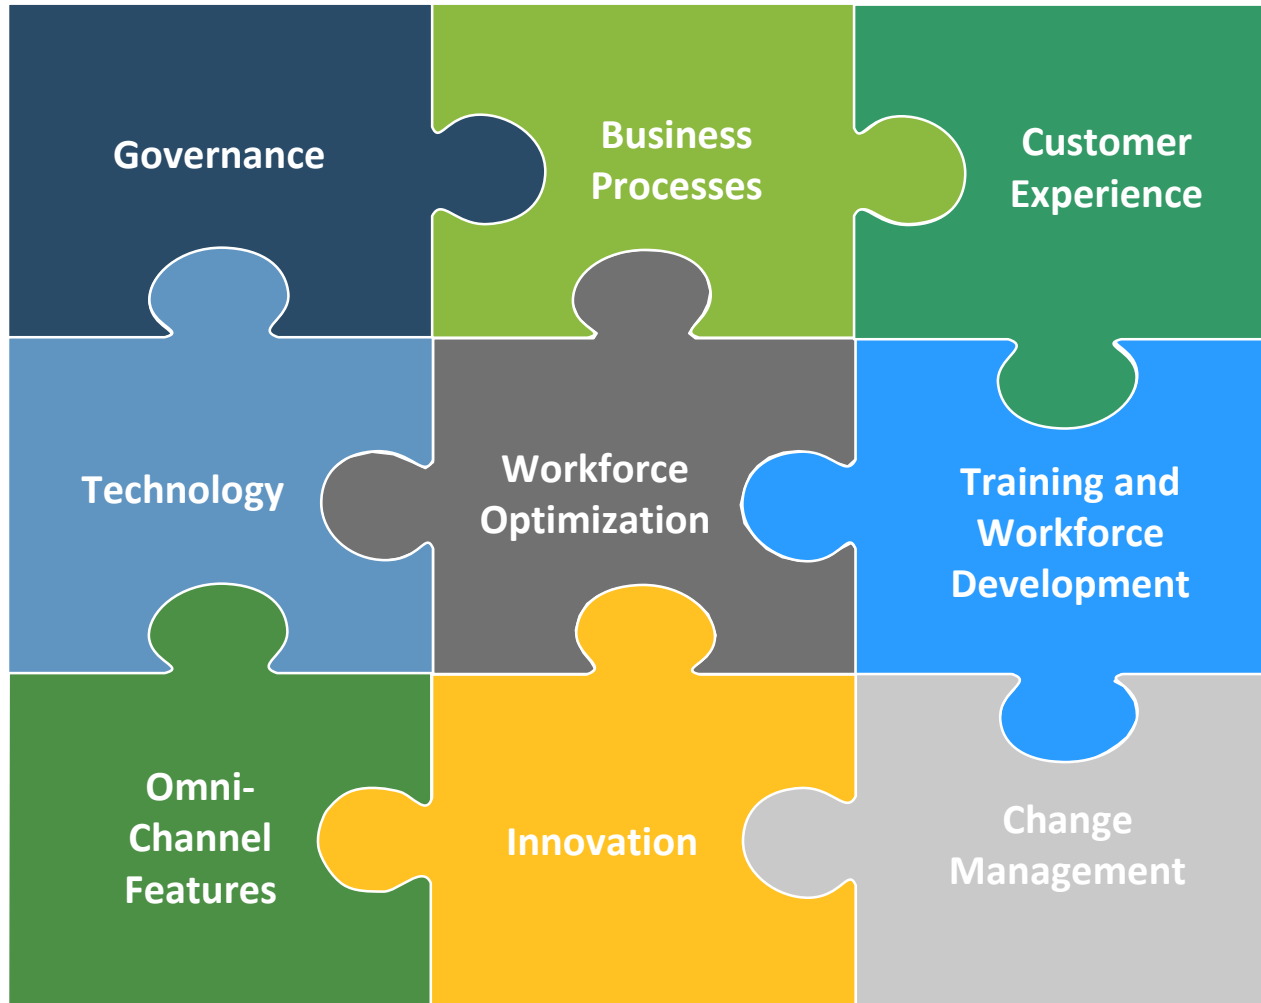 Governance
Business
Processes
Customer
Experience
Technology
Workforce
Optimization
Training and
Workforce
Development
Omni-
Channel
Features
Innovation
Change
Management